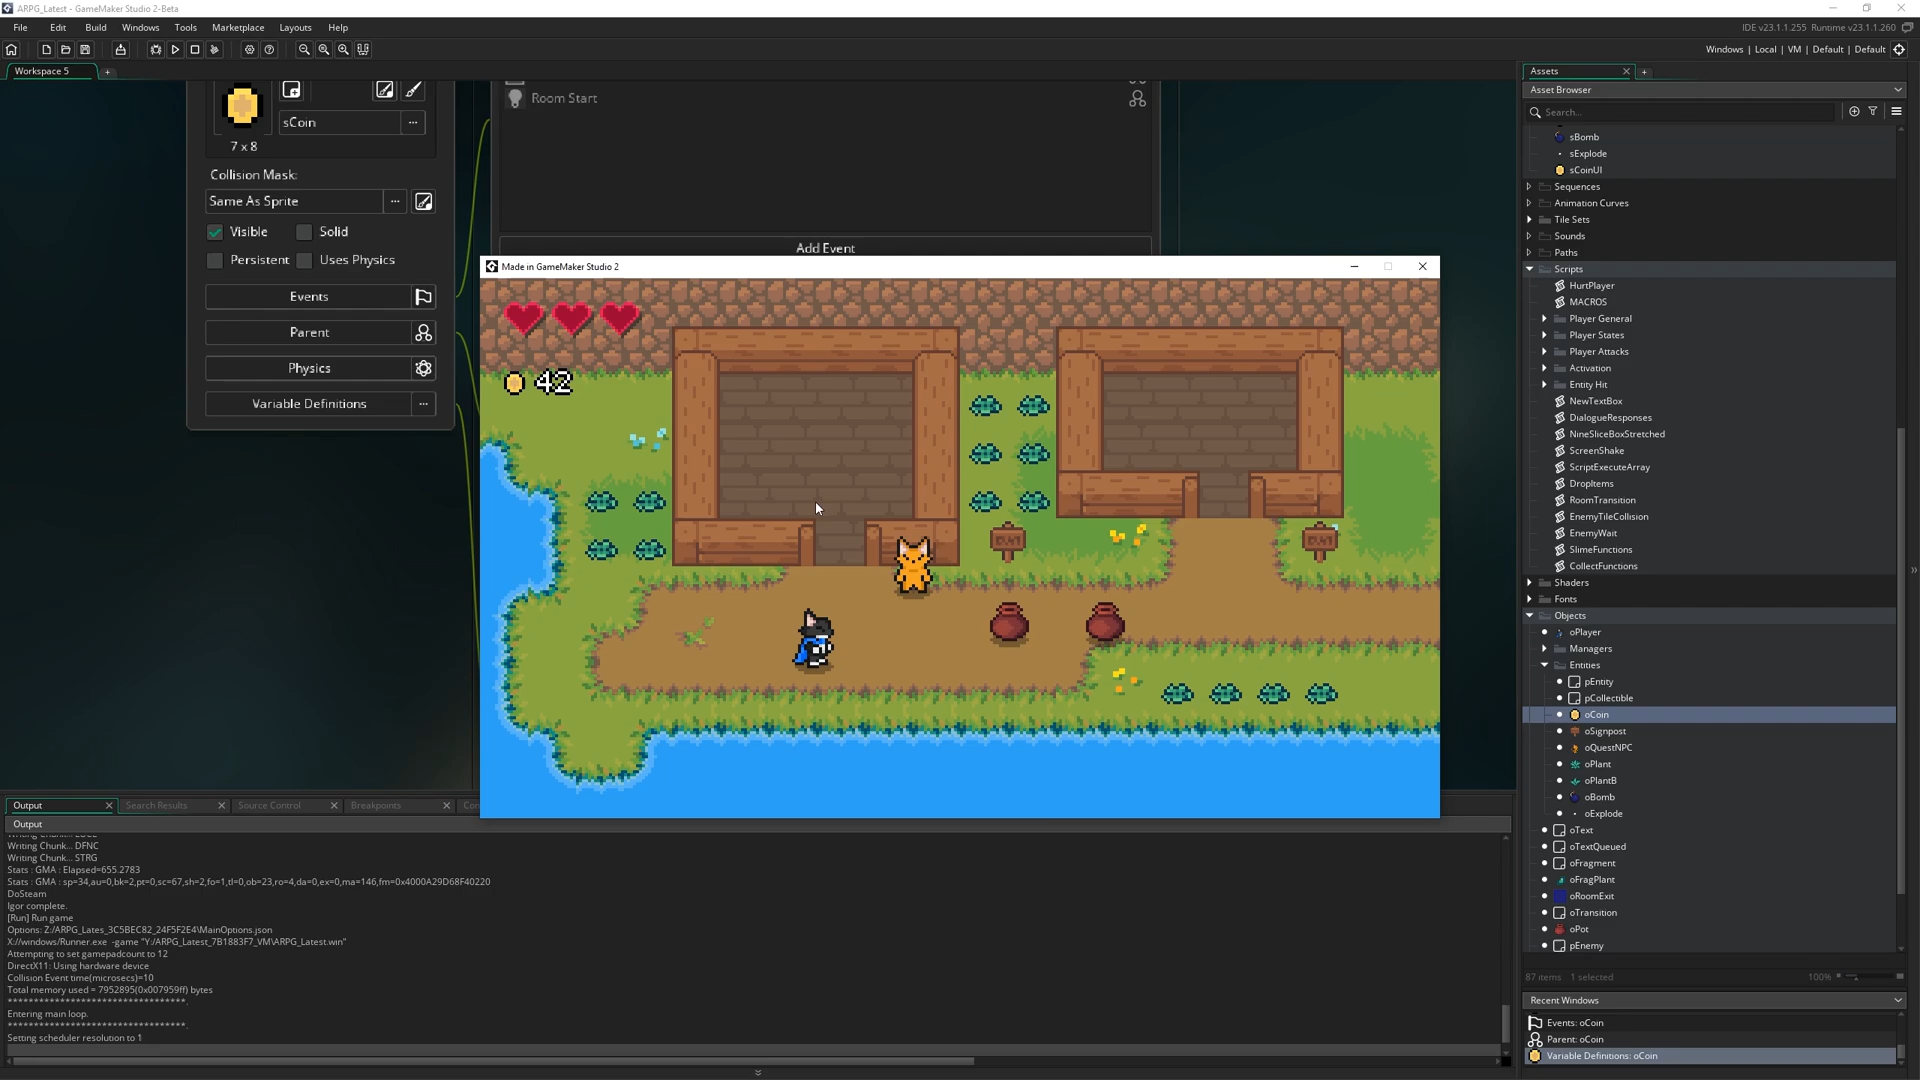 ARPG_Latest - GameMaker Studio 2-Beta
File Edit Build Windows Tools Marketplace Layouts Help
IDE v23.1.1.255 Runtime v23.1.1.260
Windows | Local | VM | Default | Default
Workspace 5
sCoin
7 x 8
Collision Mask:
Same As Sprite
Visible Solid
Persistent Uses Physics
Events
Parent
Physics
Variable Definitions
Room Start
Add Event
Made in GameMaker Studio 2
42
Output Search Results Source Control Breakpoints
Output
Writing Chunk... DFNC
Writing Chunk... STRG
Stats : GMA : Elapsed=655.2783
Stats : GMA : sp=34,au=0,bk=2,pt=0,sc=67,sh=2,fo=1,tl=0,ob=23,ro=4,da=0,ex=0,ma=146,fm=0x4000A29D68F40220
DoSteam
Igor complete.
[Run] Run game
Options: Z:/ARPG_Lates_3C5BEC82_24F5F2E4\MainOptions.json
X://windows/Runner.exe -game "Y:/ARPG_Latest_7B1883F7_VM\ARPG_Latest.win"
Attempting to set gamepadcount to 12
DirectX11: Using hardware device
Collision Event time(microsecs)=10
Total memory used = 7952895(0x007959ff) bytes
**********************************.
Entering main loop.
**********************************.
Setting scheduler resolution to 1
Assets
Asset Browser
Search...
sBomb
sExplode
sCoinUI
Sequences
Animation Curves
Tile Sets
Sounds
Paths
Scripts
HurtPlayer
MACROS
Player General
Player States
Player Attacks
Activation
Entity Hit
NewTextBox
DialogueResponses
NineSliceBoxStretched
ScreenShake
ScriptExecuteArray
DropItems
RoomTransition
EnemyTileCollision
EnemyWait
SlimeFunctions
CollectFunctions
Shaders
Fonts
Objects
oPlayer
Managers
Entities
pEntity
pCollectible
oCoin
oSignpost
oQuestNPC
oPlant
oPlantB
oBomb
oExplode
oText
oTextQueued
oFragment
oFragPlant
oRoomExit
oTransition
oPot
pEnemy
87 items 1 selected 100%
Recent Windows
Events: oCoin
Parent: oCoin
Variable Definitions: oCoin